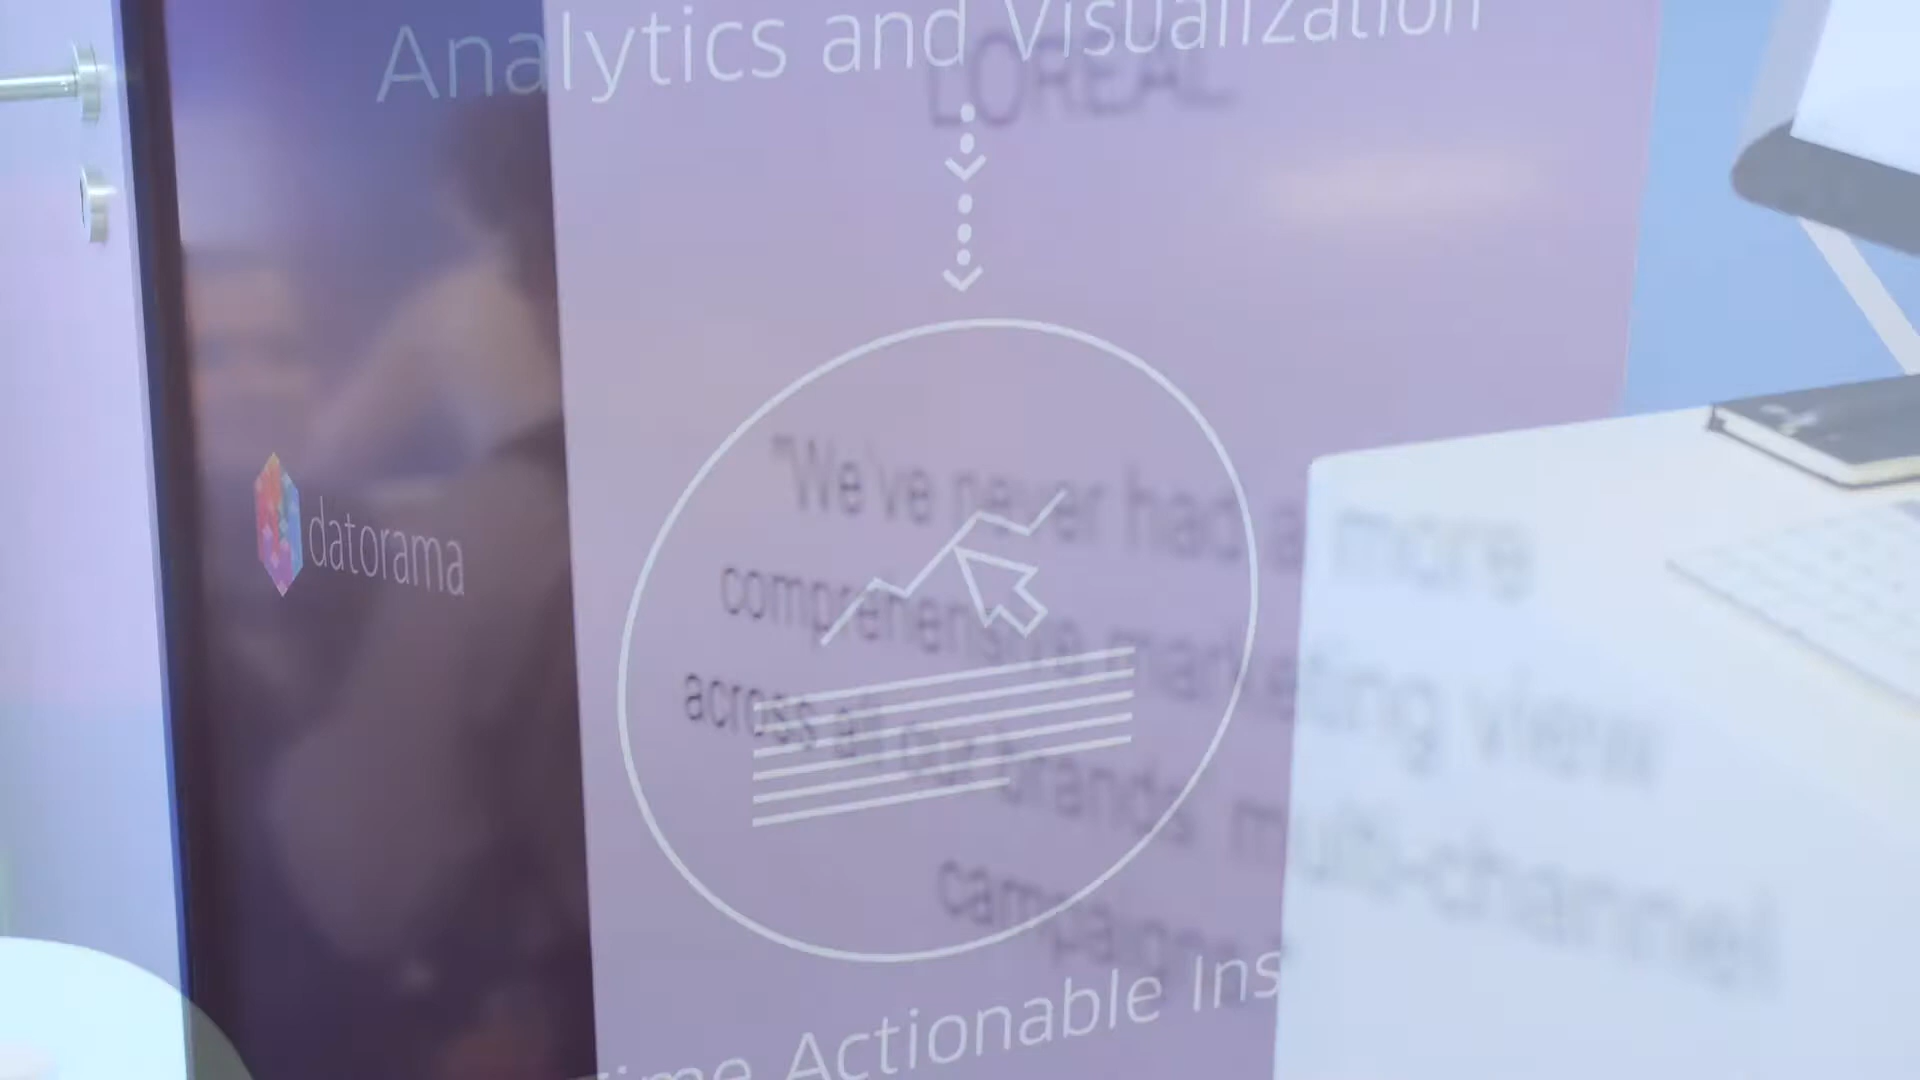 Analytics and Visualization
L'OREAL
datorama
"We've never had a more
comprehensive marketing view
across all our brands' multi-channel
campaigns
Actionable Ins